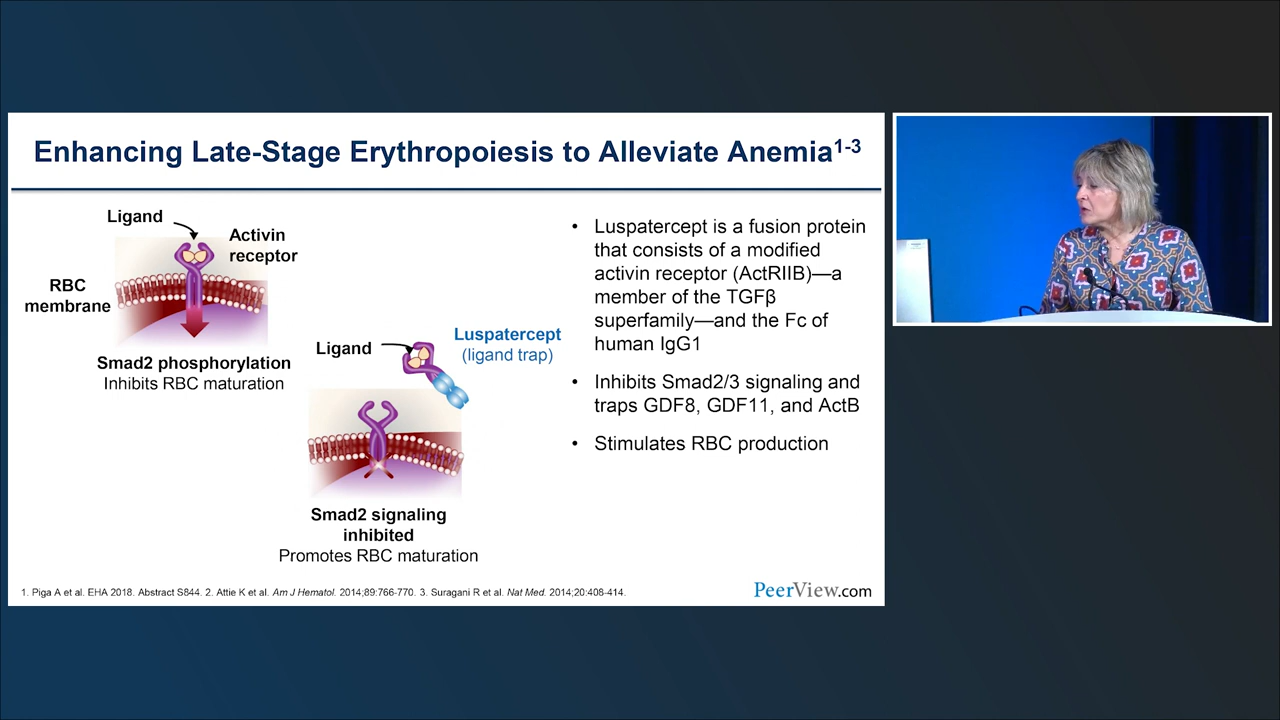 Enhancing Late-Stage Erythropoiesis to Alleviate Anemia1-3
Ligand
Activin
receptor
RBC
membrane
Smad2 phosphorylation
Inhibits RBC maturation
Ligand
Luspatercept
(ligand trap)
Smad2 signaling
inhibited
Promotes RBC maturation
• Luspatercept is a fusion protein
that consists of a modified
activin receptor (ActRIIB)—a
member of the TGFβ
superfamily—and the Fc of
human IgG1
• Inhibits Smad2/3 signaling and
traps GDF8, GDF11, and ActB
• Stimulates RBC production
1. Piga A et al. EHA 2018. Abstract S844. 2. Attie K et al. Am J Hematol. 2014;89:766-770. 3. Suragani R et al. Nat Med. 2014;20:408-414.
PeerView.com